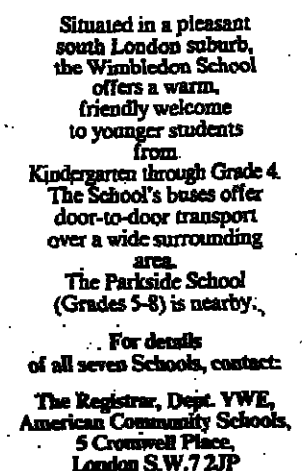 Situated in a pleasant
south London suburb,
the Wimbledon School
offers a warm,
friendly welcome
to younger students
from
Kindergarten through Grade 4.
The School's buses offer
door-to-door transport
over a wide surrounding
area.
The Parkside School
(Grades 5-8) is nearby.
For details
of all seven Schools, contact:
The Registrar, Dept. YWE,
American Community Schools,
5 Cromwell Place,
London S.W.7 2JP